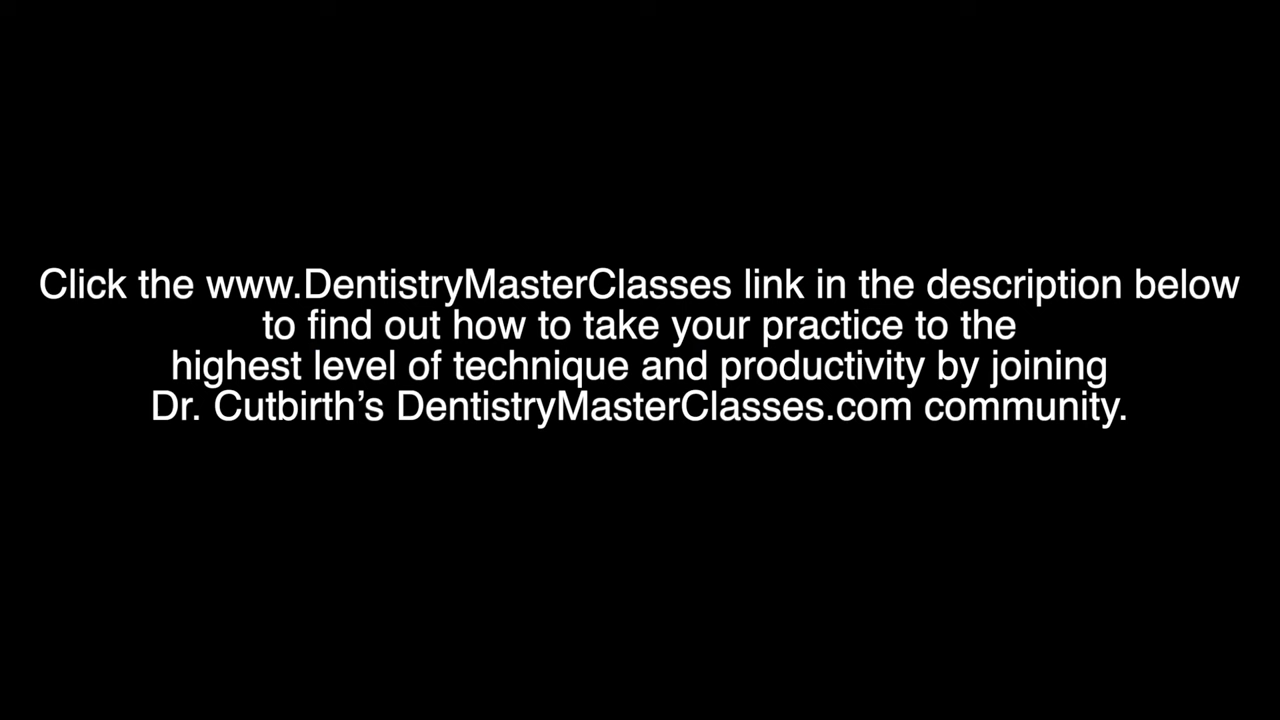 Click the www.DentistryMasterClasses link in the description below
to find out how to take your practice to the
highest level of technique and productivity by joining
Dr. Cutbirth’s DentistryMasterClasses.com community.